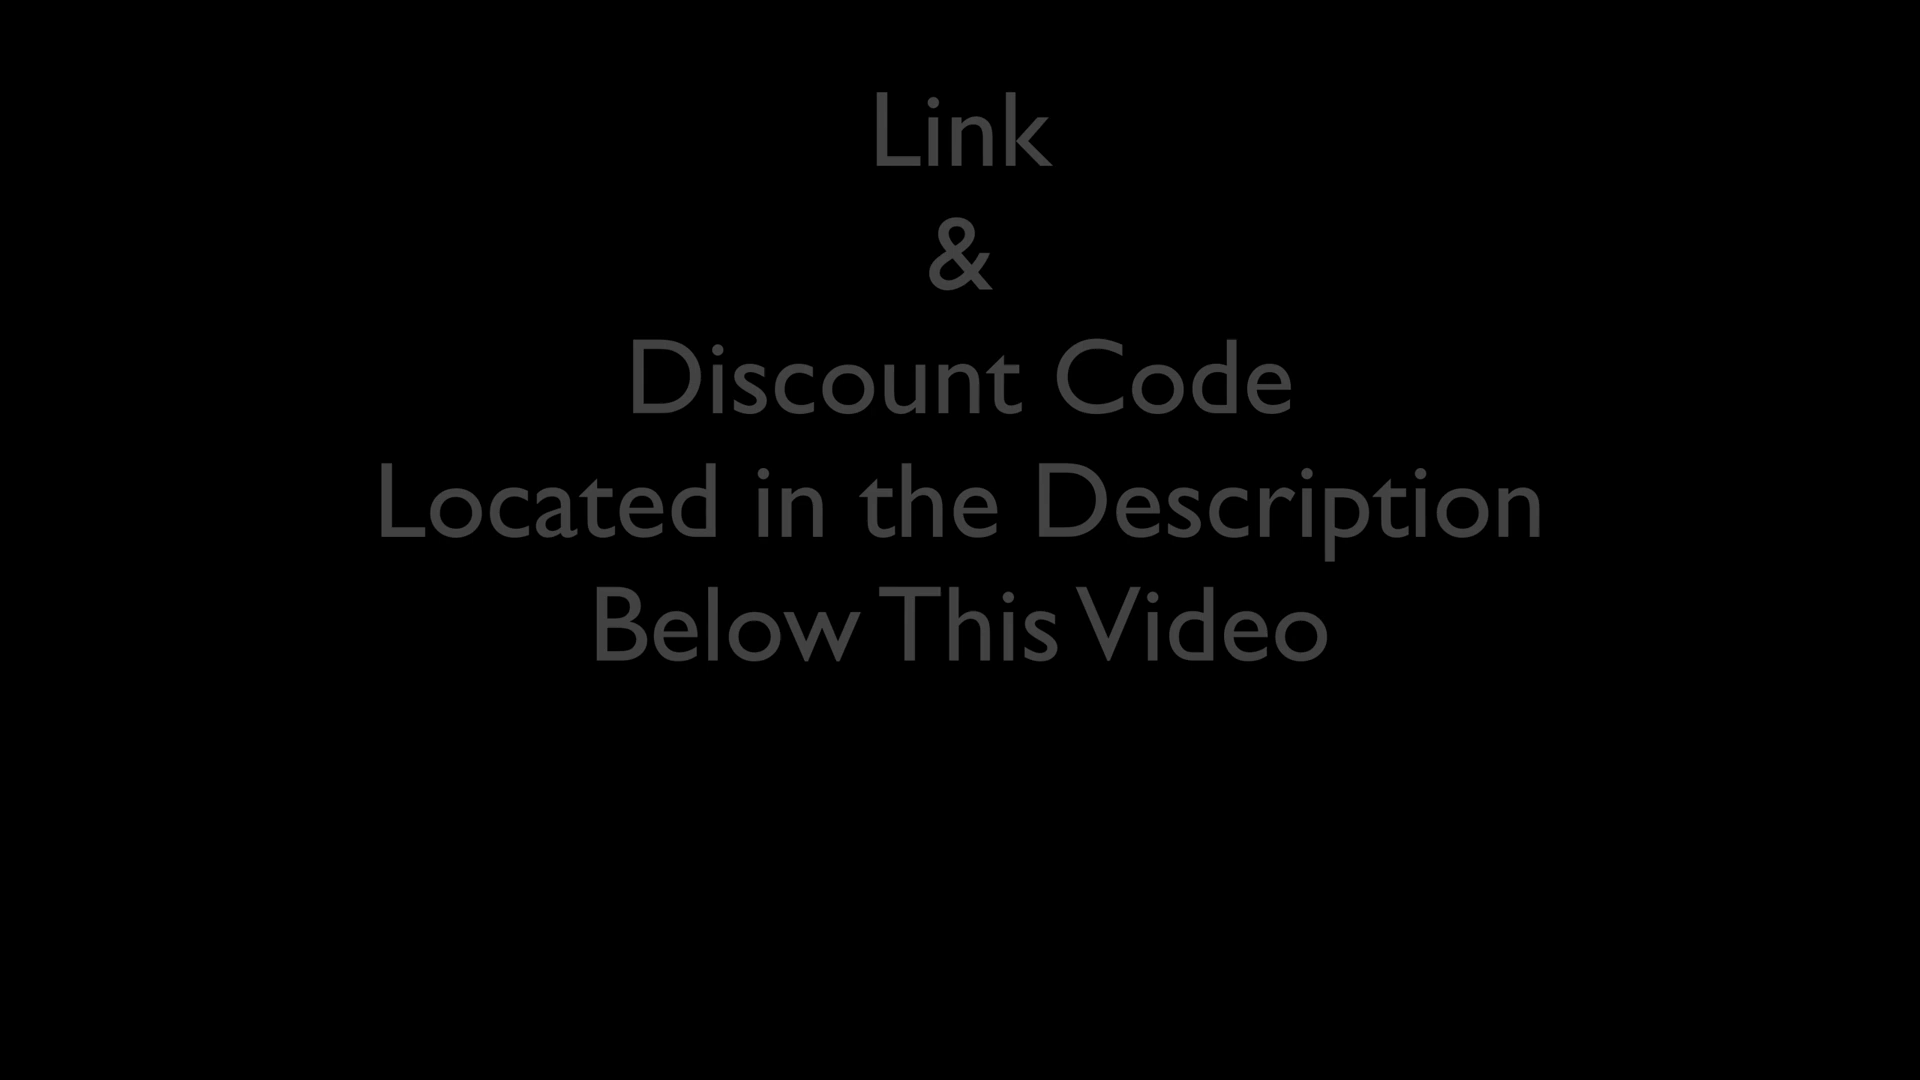 Link
&
Discount Code
Located in the Description
Below This Video